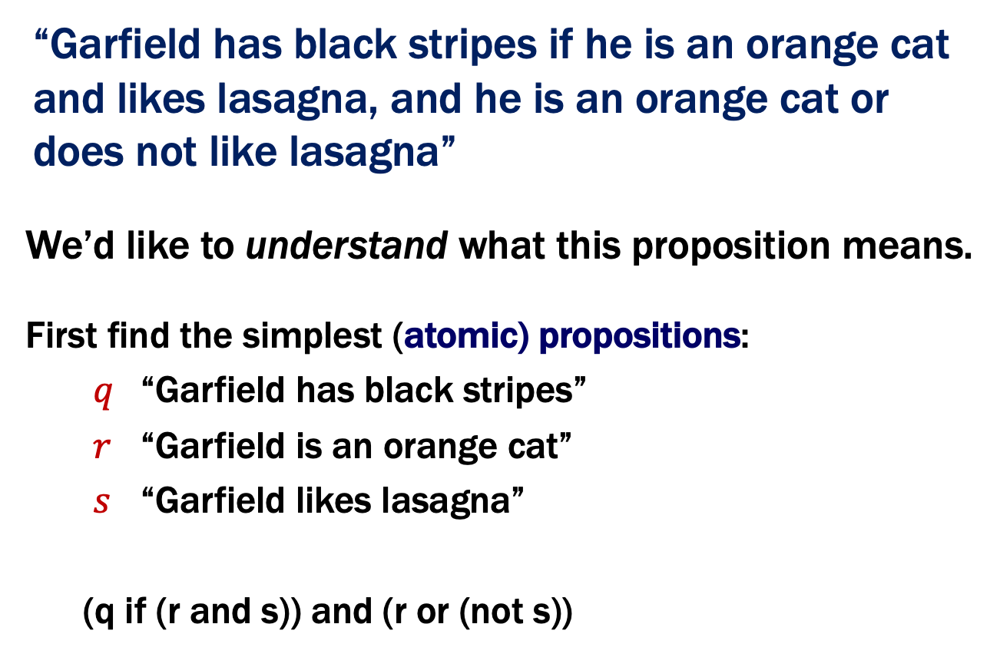 “Garfield has black stripes if he is an orange cat
and likes lasagna, and he is an orange cat or
does not like lasagna”
We’d like to understand what this proposition means.
First find the simplest (atomic) propositions:
q “Garfield has black stripes”
r “Garfield is an orange cat”
s “Garfield likes lasagna”
(q if (r and s)) and (r or (not s))